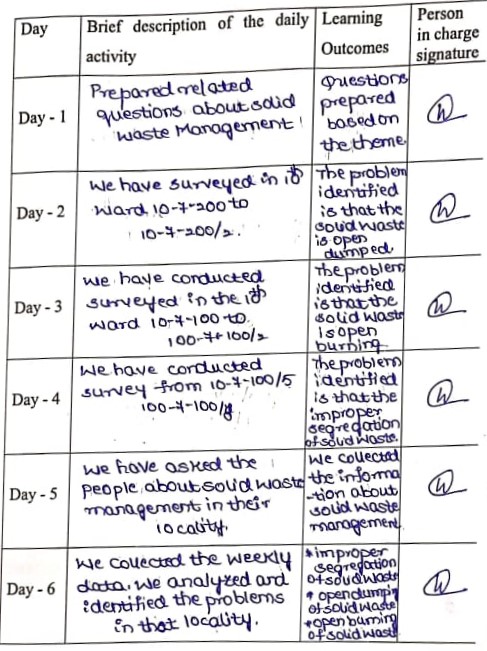 Day
Brief description of the daily
activity
Learning
Outcomes
Person
in charge
signature
Day - 1
Prepared related
questions about solid
waste Management
Questions
prepared
based on
the theme
Day - 2
We have surveyed in 10th
Ward 10-7-200 to
10-7-200/2.
The problem
identified
is that the
solid waste
is open
dumped
Day - 3
We have conducted
surveyed in the 10th
ward 10-7-100 to
100-7-100/2
The problem
identified
is that the
solid waste
is open
burning
Day - 4
We have conducted
survey from 10-7-100/5
100-7-100/8
The problem
identified
is that the
improper
segregation
of solid waste
Day - 5
We have asked the
people about solid waste
management in their
locality.
We collected
the informa
-tion about
solid waste
management
Day - 6
We collected the weekly
data. We analyzed and
identified the problems
in that locality.
*improper
segregation
of solid waste
*open dumpin
of solid waste
*open burning
of solid waste